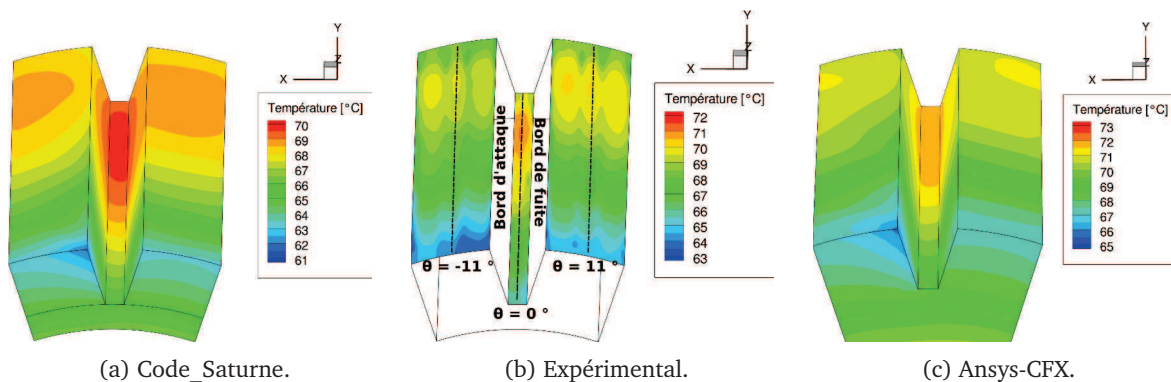 Y
Z
X
Température [°C]
70
69
68
67
66
65
64
63
62
61
(a) Code_Saturne.
Y
Z
X
Bord d'attaque
Bord de fuite
θ = -11 °
θ = 11 °
θ = 0 °
Température [°C]
72
71
70
69
68
67
66
65
64
63
(b) Expérimental.
Y
Z
X
Température [°C]
73
72
71
70
69
68
67
66
65
(c) Ansys-CFX.